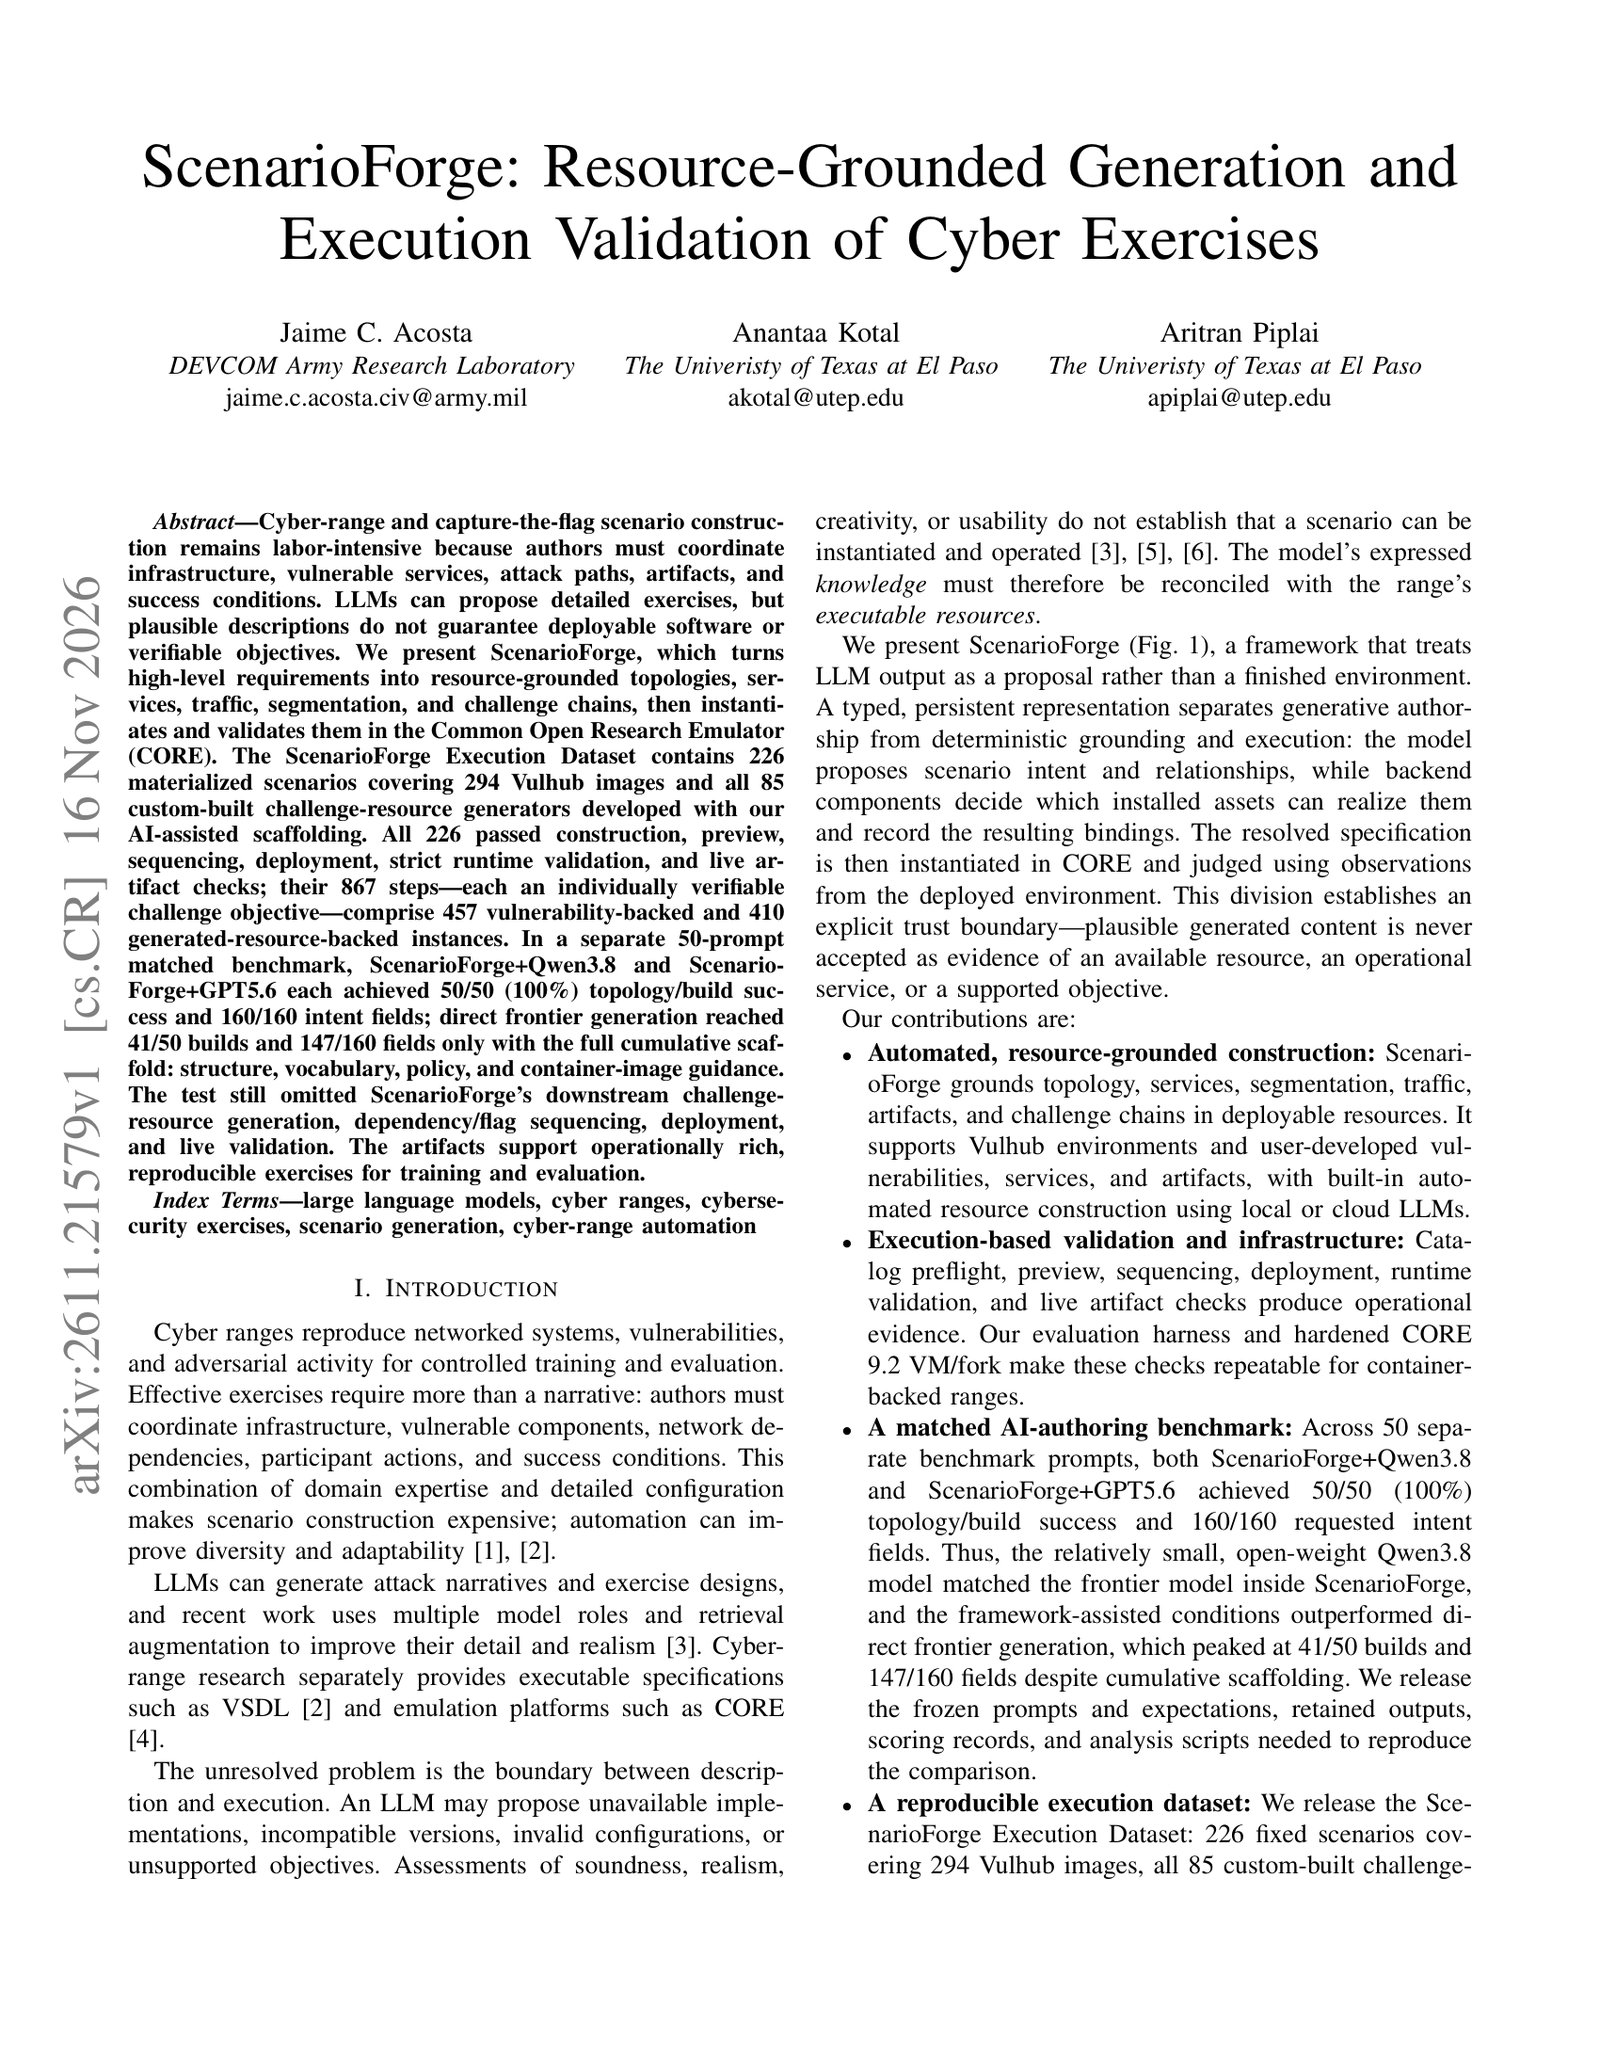 ScenarioForge: Resource-Grounded Generation and
Execution Validation of Cyber Exercises
Jaime C. Acosta
DEVCOM Army Research Laboratory
jaime.c.acosta.civ@army.mil
Anantaa Kotal
The Univeristy of Texas at El Paso
akotal@utep.edu
Aritran Piplai
The Univeristy of Texas at El Paso
apiplai@utep.edu
arXiv:2611.21579v1 [cs.CR] 16 Nov 2026
Abstract—Cyber-range and capture-the-flag scenario construc-
tion remains labor-intensive because authors must coordinate
infrastructure, vulnerable services, attack paths, artifacts, and
success conditions. LLMs can propose detailed exercises, but
plausible descriptions do not guarantee deployable software or
verifiable objectives. We present ScenarioForge, which turns
high-level requirements into resource-grounded topologies, ser-
vices, traffic, segmentation, and challenge chains, then instanti-
ates and validates them in the Common Open Research Emulator
(CORE). The ScenarioForge Execution Dataset contains 226
materialized scenarios covering 294 Vulhub images and all 85
custom-built challenge-resource generators developed with our
AI-assisted scaffolding. All 226 passed construction, preview,
sequencing, deployment, strict runtime validation, and live ar-
tifact checks; their 867 steps—each an individually verifiable
challenge objective—comprise 457 vulnerability-backed and 410
generated-resource-backed instances. In a separate 50-prompt
matched benchmark, ScenarioForge+Qwen3.8 and Scenario-
Forge+GPT5.6 each achieved 50/50 (100%) topology/build suc-
cess and 160/160 intent fields; direct frontier generation reached
41/50 builds and 147/160 fields only with the full cumulative scaf-
fold: structure, vocabulary, policy, and container-image guidance.
The test still omitted ScenarioForge's downstream challenge-
resource generation, dependency/flag sequencing, deployment,
and live validation. The artifacts support operationally rich,
reproducible exercises for training and evaluation.
Index Terms—large language models, cyber ranges, cyberse-
curity exercises, scenario generation, cyber-range automation
I. INTRODUCTION
Cyber ranges reproduce networked systems, vulnerabilities,
and adversarial activity for controlled training and evaluation.
Effective exercises require more than a narrative: authors must
coordinate infrastructure, vulnerable components, network de-
pendencies, participant actions, and success conditions. This
combination of domain expertise and detailed configuration
makes scenario construction expensive; automation can im-
prove diversity and adaptability [1], [2].
LLMs can generate attack narratives and exercise designs,
and recent work uses multiple model roles and retrieval
augmentation to improve their detail and realism [3]. Cyber-
range research separately provides executable specifications
such as VSDL [2] and emulation platforms such as CORE
[4].
The unresolved problem is the boundary between descrip-
tion and execution. An LLM may propose unavailable imple-
mentations, incompatible versions, invalid configurations, or
unsupported objectives. Assessments of soundness, realism,
creativity, or usability do not establish that a scenario can be
instantiated and operated [3], [5], [6]. The model's expressed
knowledge must therefore be reconciled with the range's
executable resources.
We present ScenarioForge (Fig. 1), a framework that treats
LLM output as a proposal rather than a finished environment.
A typed, persistent representation separates generative author-
ship from deterministic grounding and execution: the model
proposes scenario intent and relationships, while backend
components decide which installed assets can realize them
and record the resulting bindings. The resolved specification
is then instantiated in CORE and judged using observations
from the deployed environment. This division establishes an
explicit trust boundary—plausible generated content is never
accepted as evidence of an available resource, an operational
service, or a supported objective.
Our contributions are:
• Automated, resource-grounded construction: Scenari-
oForge grounds topology, services, segmentation, traffic,
artifacts, and challenge chains in deployable resources. It
supports Vulhub environments and user-developed vul-
nerabilities, services, and artifacts, with built-in auto-
mated resource construction using local or cloud LLMs.
• Execution-based validation and infrastructure: Cata-
log preflight, preview, sequencing, deployment, runtime
validation, and live artifact checks produce operational
evidence. Our evaluation harness and hardened CORE
9.2 VM/fork make these checks repeatable for container-
backed ranges.
• A matched AI-authoring benchmark: Across 50 sepa-
rate benchmark prompts, both ScenarioForge+Qwen3.8
and ScenarioForge+GPT5.6 achieved 50/50 (100%)
topology/build success and 160/160 requested intent
fields. Thus, the relatively small, open-weight Qwen3.8
model matched the frontier model inside ScenarioForge,
and the framework-assisted conditions outperformed di-
rect frontier generation, which peaked at 41/50 builds and
147/160 fields despite cumulative scaffolding. We release
the frozen prompts and expectations, retained outputs,
scoring records, and analysis scripts needed to reproduce
the comparison.
• A reproducible execution dataset: We release the Sce-
narioForge Execution Dataset: 226 fixed scenarios cov-
ering 294 Vulhub images, all 85 custom-built challenge-